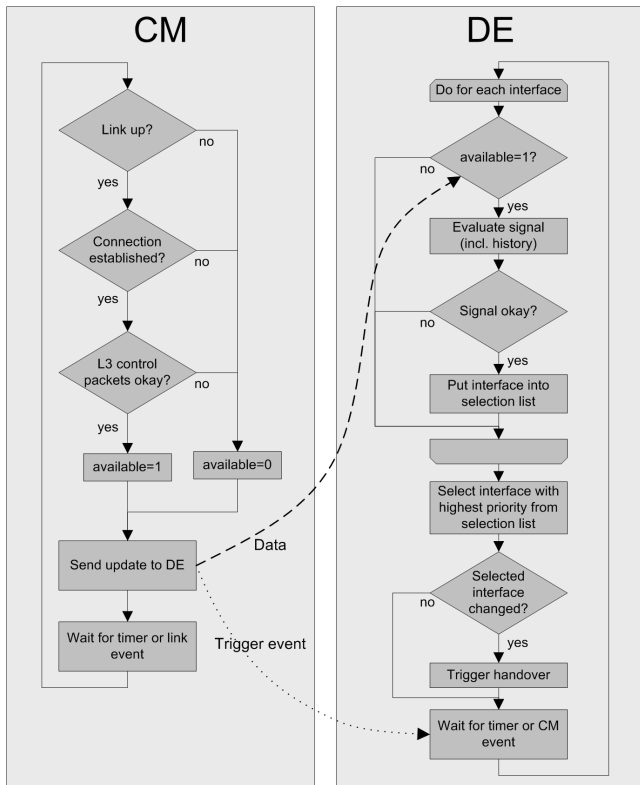 CM
Link up?
no
yes
Connection
established?
no
yes
L3 control
packets okay?
no
yes
available=1
available=0
Send update to DE
Data
Wait for timer or link
event
Trigger event
DE
Do for each interface
available=1?
no
yes
Evaluate signal
(incl. history)
Signal okay?
no
yes
Put interface into
selection list
Select interface with
highest priority from
selection list
Selected
interface
changed?
no
yes
Trigger handover
Wait for timer or CM
event